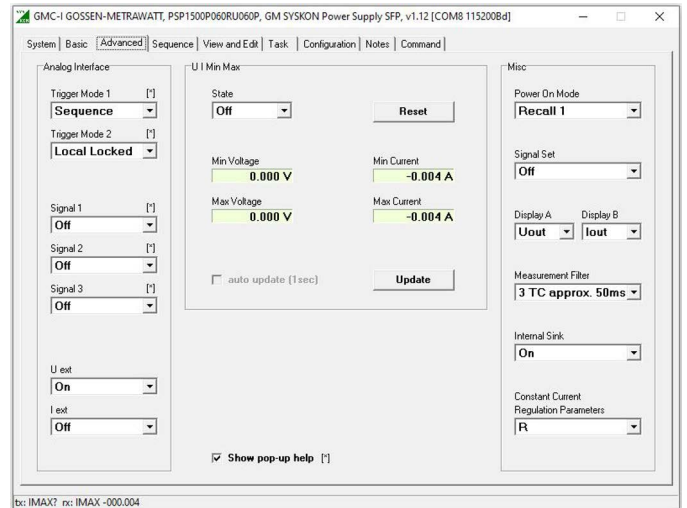 GMC-I GOSSEN-METRAWATT, PSP1500P060RU060P, GM SYSKON Power Supply SFP, v1.12 [COM8 115200Bd]
System Basic Advanced Sequence View and Edit Task Configuration Notes Command
Analog Interface
Trigger Mode 1 [*]
Sequence
Trigger Mode 2 [*]
Local Locked
Signal 1 [*]
Off
Signal 2 [*]
Off
Signal 3 [*]
Off
U ext
On
I ext
Off
U I Min Max
State
Off
Reset
Min Voltage Min Current
0.000 V -0.004 A
Max Voltage Max Current
0.000 V -0.004 A
auto update (1sec) Update
Show pop-up help [*]
Misc
Power On Mode
Recall 1
Signal Set
Off
Display A Display B
Uout Iout
Measurement Filter
3 TC approx. 50ms
Internal Sink
On
Constant Current
Regulation Parameters
R
tx: IMAX? rx: IMAX -000.004